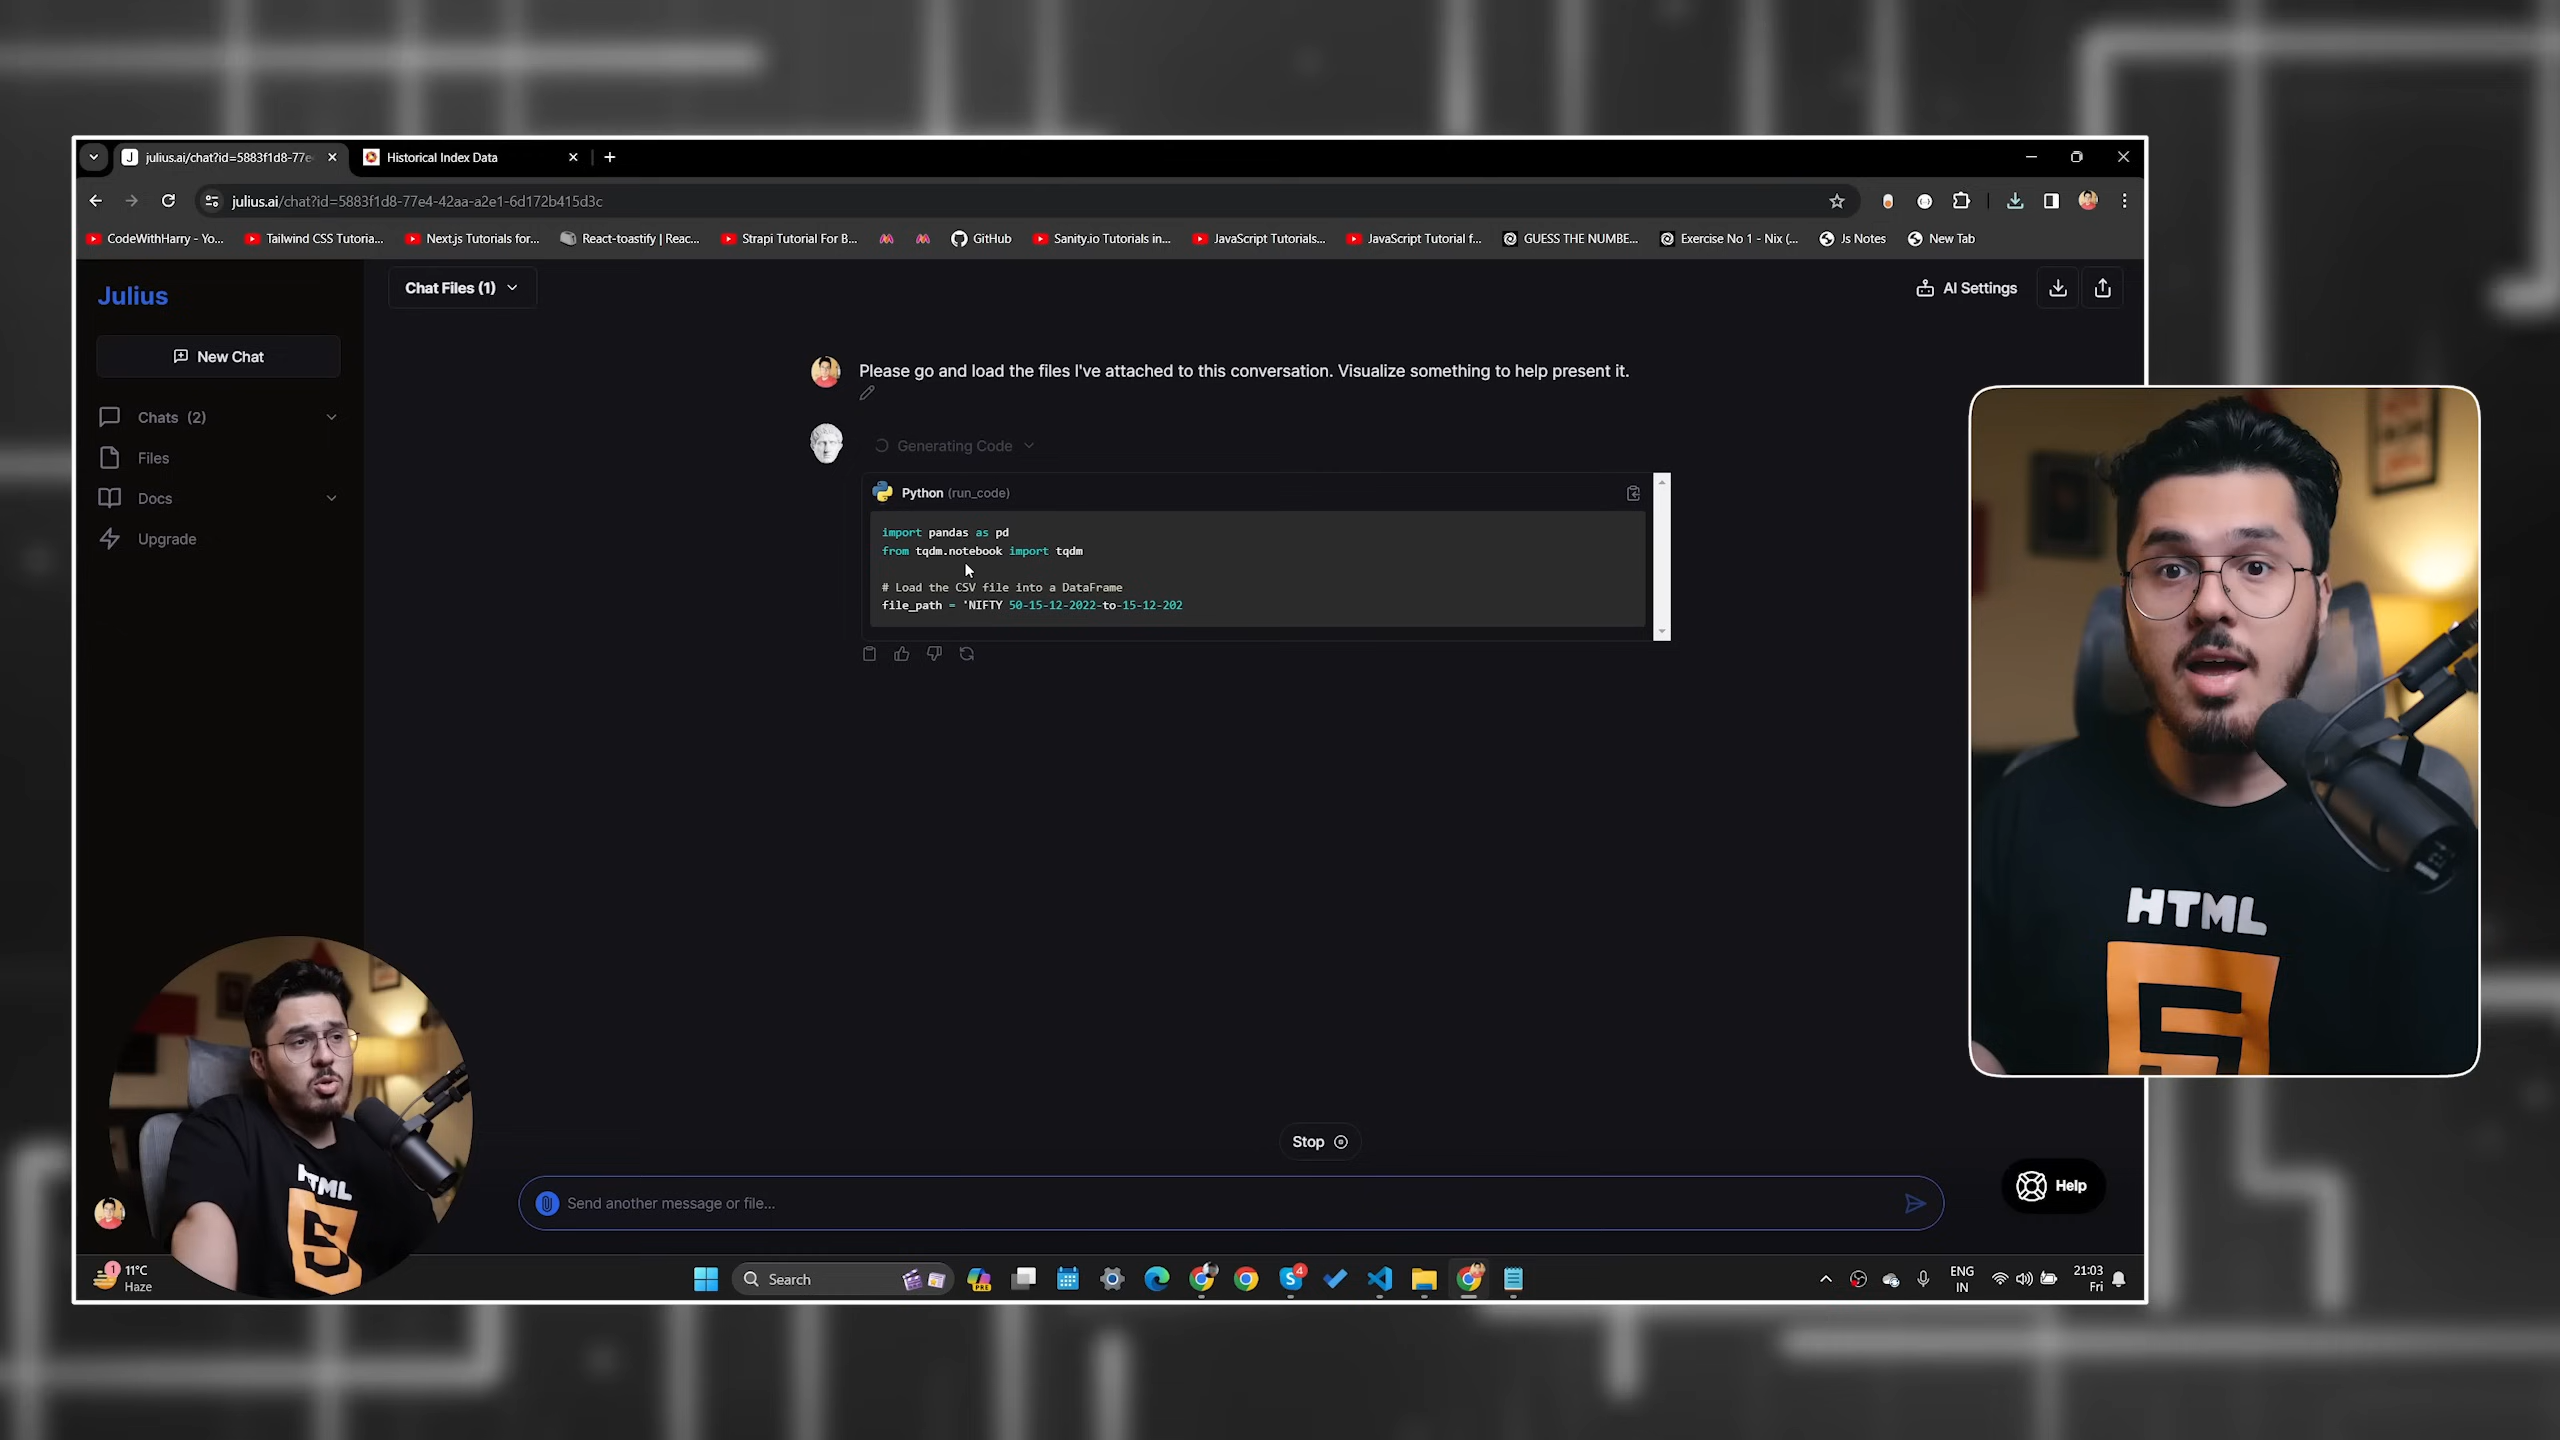 julius.ai/chat?id=5883f1d8-77e
Historical Index Data
julius.ai/chat?id=5883f1d8-77e4-42aa-a2e1-6d172b415d3c
CodeWithHarry - Yo...
Tailwind CSS Tutoria...
Next.js Tutorials for...
React-toastify | Reac...
Strapi Tutorial For B...
GitHub
Sanity.io Tutorials in...
JavaScript Tutorials...
JavaScript Tutorial f...
GUESS THE NUMBE...
Exercise No 1 - Nix (...
Js Notes
New Tab
Julius
Chat Files (1)
AI Settings
New Chat
Chats (2)
Files
Docs
Upgrade
Please go and load the files I've attached to this conversation. Visualize something to help present it.
Generating Code
Python (run_code)
import pandas as pd
from tqdm.notebook import tqdm
# Load the CSV file into a DataFrame
file_path = 'NIFTY 50-15-12-2022-to-15-12-202
HTML
5
HTML
5
Stop
Send another message or file...
Help
1
11°C
Haze
Search
PRE
4
ENG
IN
21:03
Fri